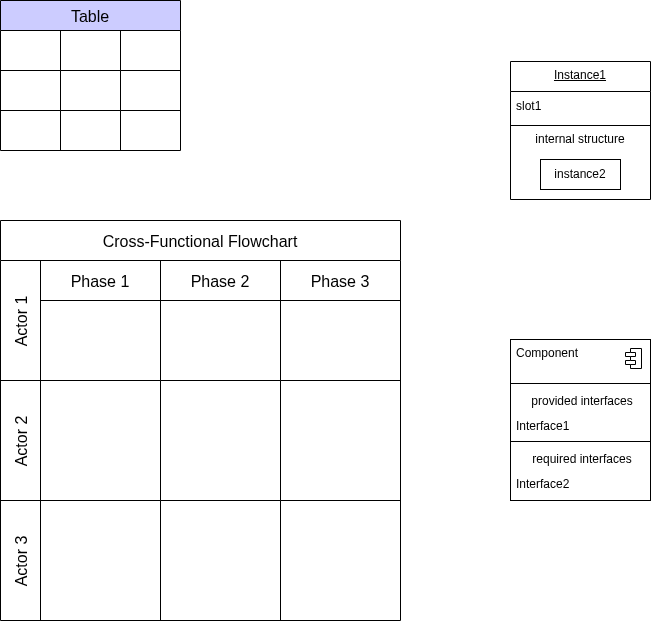 Table
Instance1
slot1
internal structure
instance2
Cross-Functional Flowchart
Phase 1
Phase 2
Phase 3
Actor 1
Actor 2
Actor 3
Component
provided interfaces
Interface1
required interfaces
Interface2